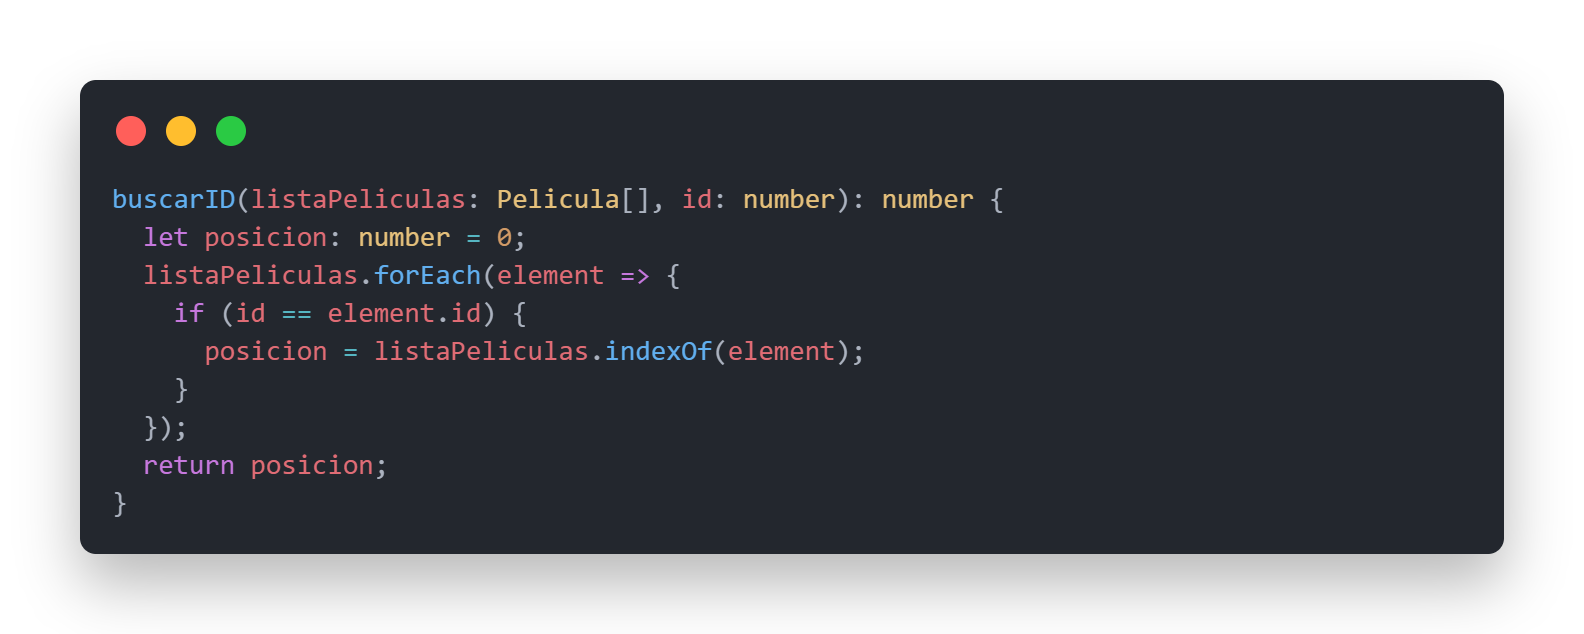 buscarID(listaPeliculas: Pelicula[], id: number): number {
  let posicion: number = 0;
  listaPeliculas.forEach(element => {
    if (id == element.id) {
      posicion = listaPeliculas.indexOf(element);
    }
  });
  return posicion;
}